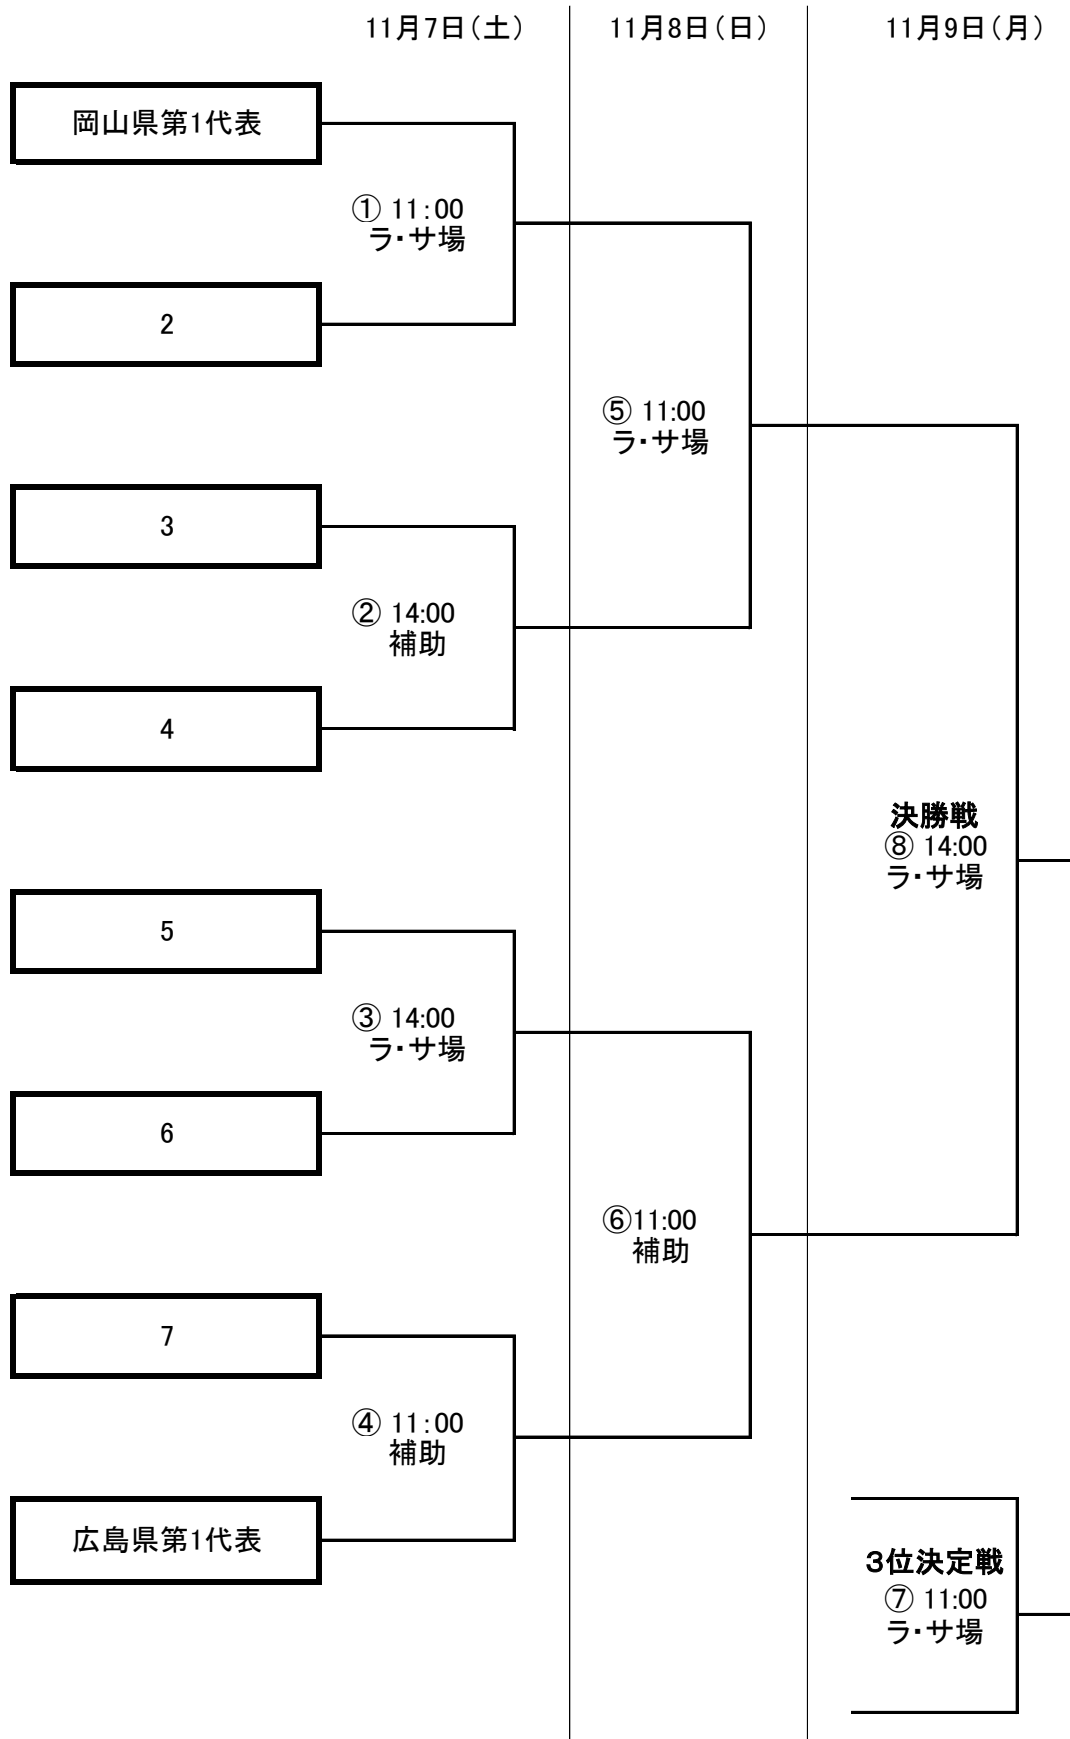 11月7日(土)
11月8日(日)
11月9日(月)
岡山県第1代表
① 11:00
ラ・サ場
2
⑤ 11:00
ラ・サ場
3
② 14:00
補助
4
決勝戦
⑧ 14:00
ラ・サ場
5
③ 14:00
ラ・サ場
6
⑥11:00
補助
7
④ 11:00
補助
広島県第1代表
3位決定戦
⑦ 11:00
ラ・サ場